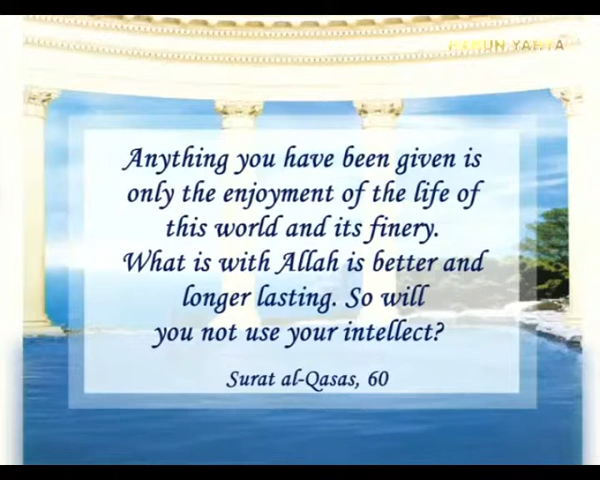 HARUN YAHYA
Anything you have been given is
only the enjoyment of the life of
this world and its finery.
What is with Allah is better and
longer lasting. So will
you not use your intellect?
Surat al-Qasas, 60